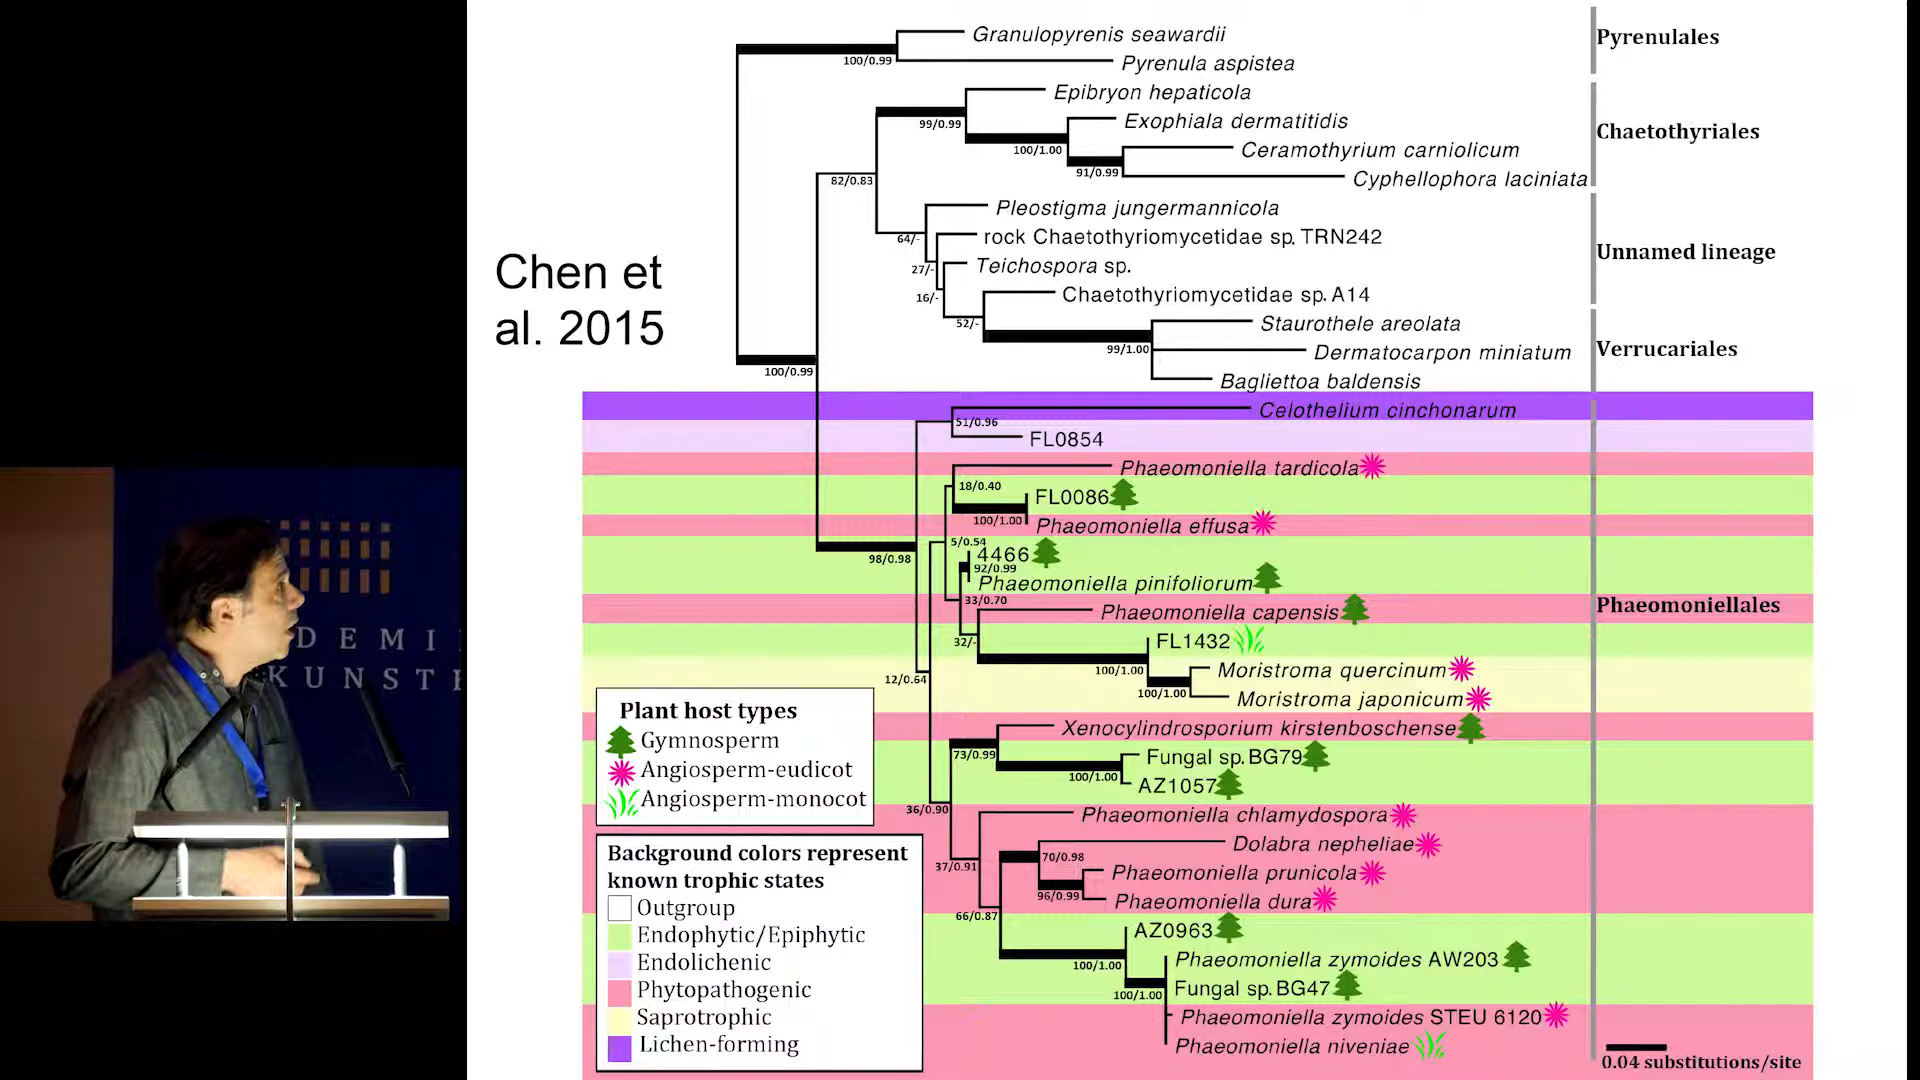 Granulopyrenis seawardii
Pyrenulales
100/0.99
Pyrenula aspistea
Epibryon hepaticola
99/0.99
Exophiala dermatitidis
Chaetothyriales
100/1.00
Ceramothyrium carniolicum
91/0.99
Cyphellophora laciniata
82/0.83
Pleostigma jungermannicola
64/-
rock Chaetothyriomycetidae sp. TRN242
Unnamed lineage
27/-
Teichospora sp.
16/-
Chaetothyriomycetidae sp. A14
52/-
Staurothele areolata
99/1.00
Dermatocarpon miniatum
Verrucariales
100/0.99
Bagliettoa baldensis
Chen et
al. 2015
Celothelium cinchonarum
51/0.96
FL0854
Phaeomoniella tardicola
18/0.40
FL0086
100/1.00
Phaeomoniella effusa
5/0.54
98/0.98
4466
92/0.99
Phaeomoniella pinifoliorum
33/0.70
Phaeomoniella capensis
Phaeomoniellales
32/-
FL1432
100/1.00
Moristroma quercinum
12/0.64
100/1.00
Moristroma japonicum
Xenocylindrosporium kirstenboschense
73/0.99
Fungal sp. BG79
100/1.00
AZ1057
36/0.90
Phaeomoniella chlamydospora
Dolabra nepheliae
70/0.98
37/0.91
Phaeomoniella prunicola
96/0.99
Phaeomoniella dura
66/0.87
AZ0963
100/1.00
Phaeomoniella zymoides AW203
100/1.00
Fungal sp. BG47
Phaeomoniella zymoides STEU 6120
Phaeomoniella niveniae
0.04 substitutions/site
Plant host types
Gymnosperm
Angiosperm-eudicot
Angiosperm-monocot
Background colors represent
known trophic states
Outgroup
Endophytic/Epiphytic
Endolichenic
Phytopathogenic
Saprotrophic
Lichen-forming
DEMI
KUNST